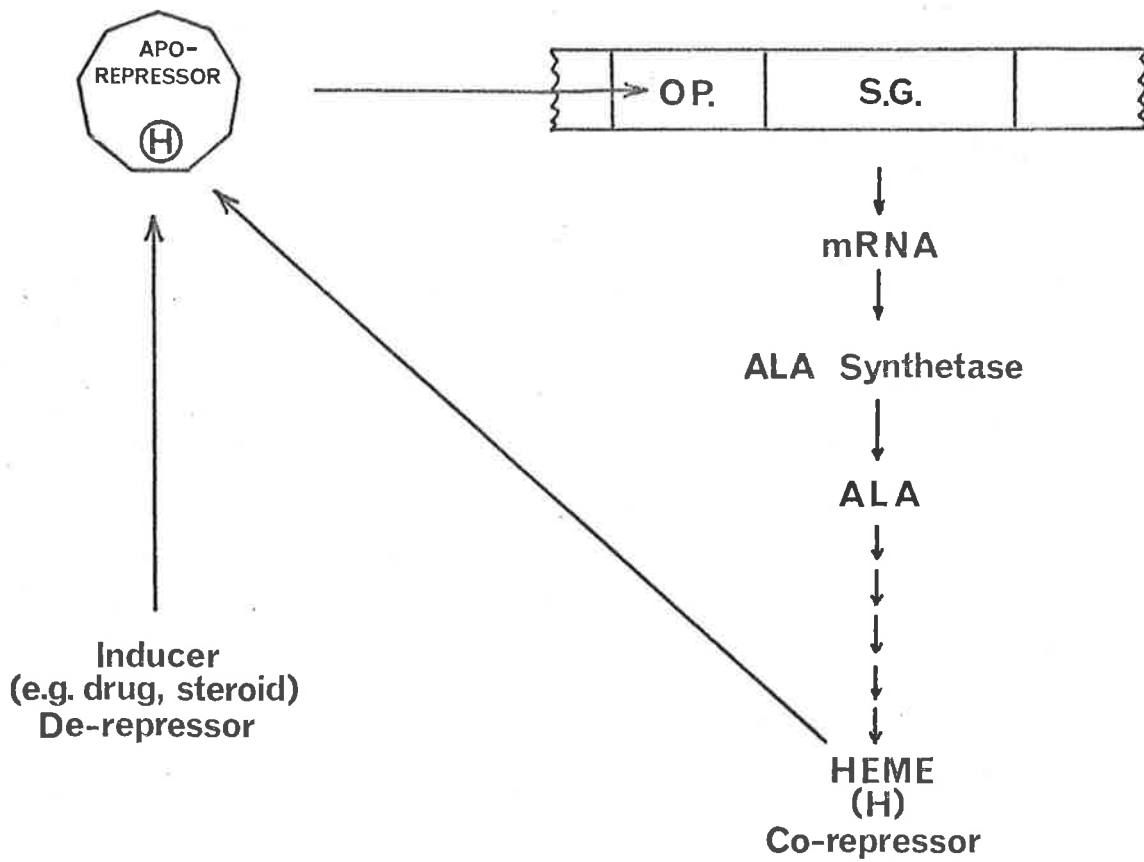 APO-
REPRESSOR
H
OP.
S.G.
mRNA
ALA Synthetase
ALA
Inducer
(e.g. drug, steroid)
De-repressor
HEME
(H)
Co-repressor